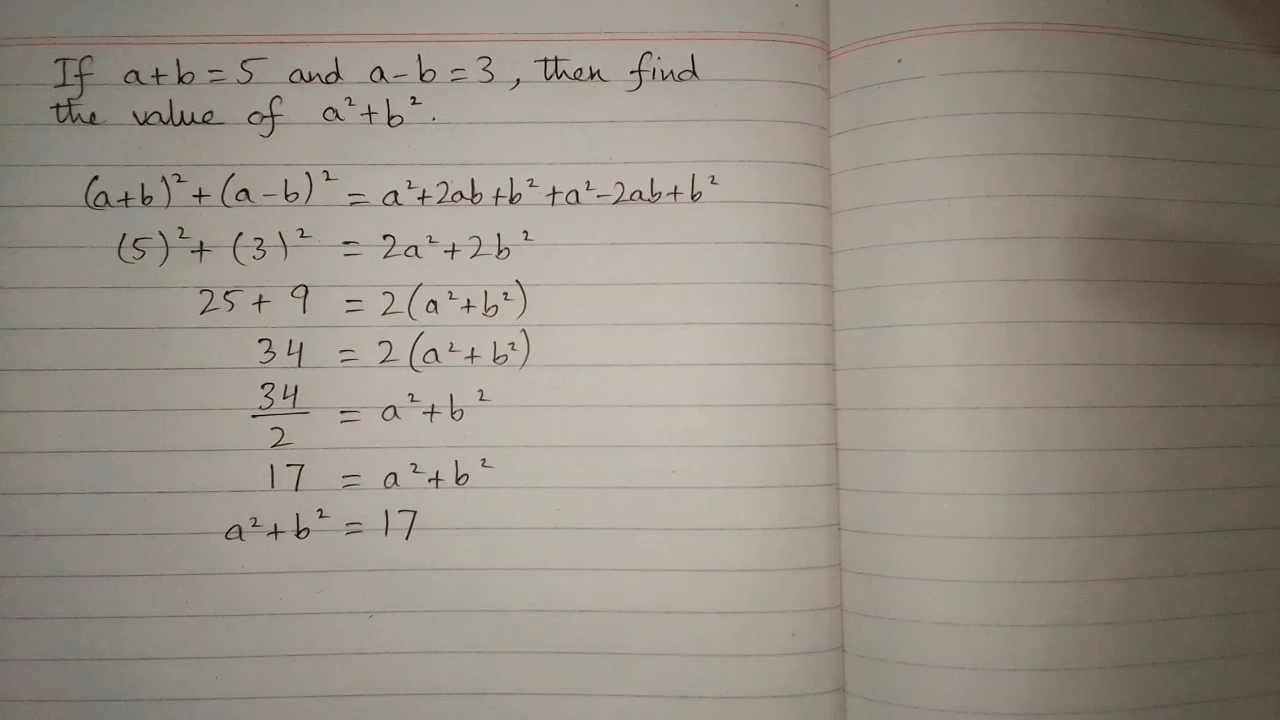 If a+b=5 and a-b=3, then find
the value of a²+b².
(a+b)²+(a-b)² = a²+2ab+b²+a²-2ab+b²
(5)²+(3)² = 2a²+2b²
25+9 = 2(a²+b²)
34 = 2(a²+b²)
34/2 = a²+b²
17 = a²+b²
a²+b² = 17